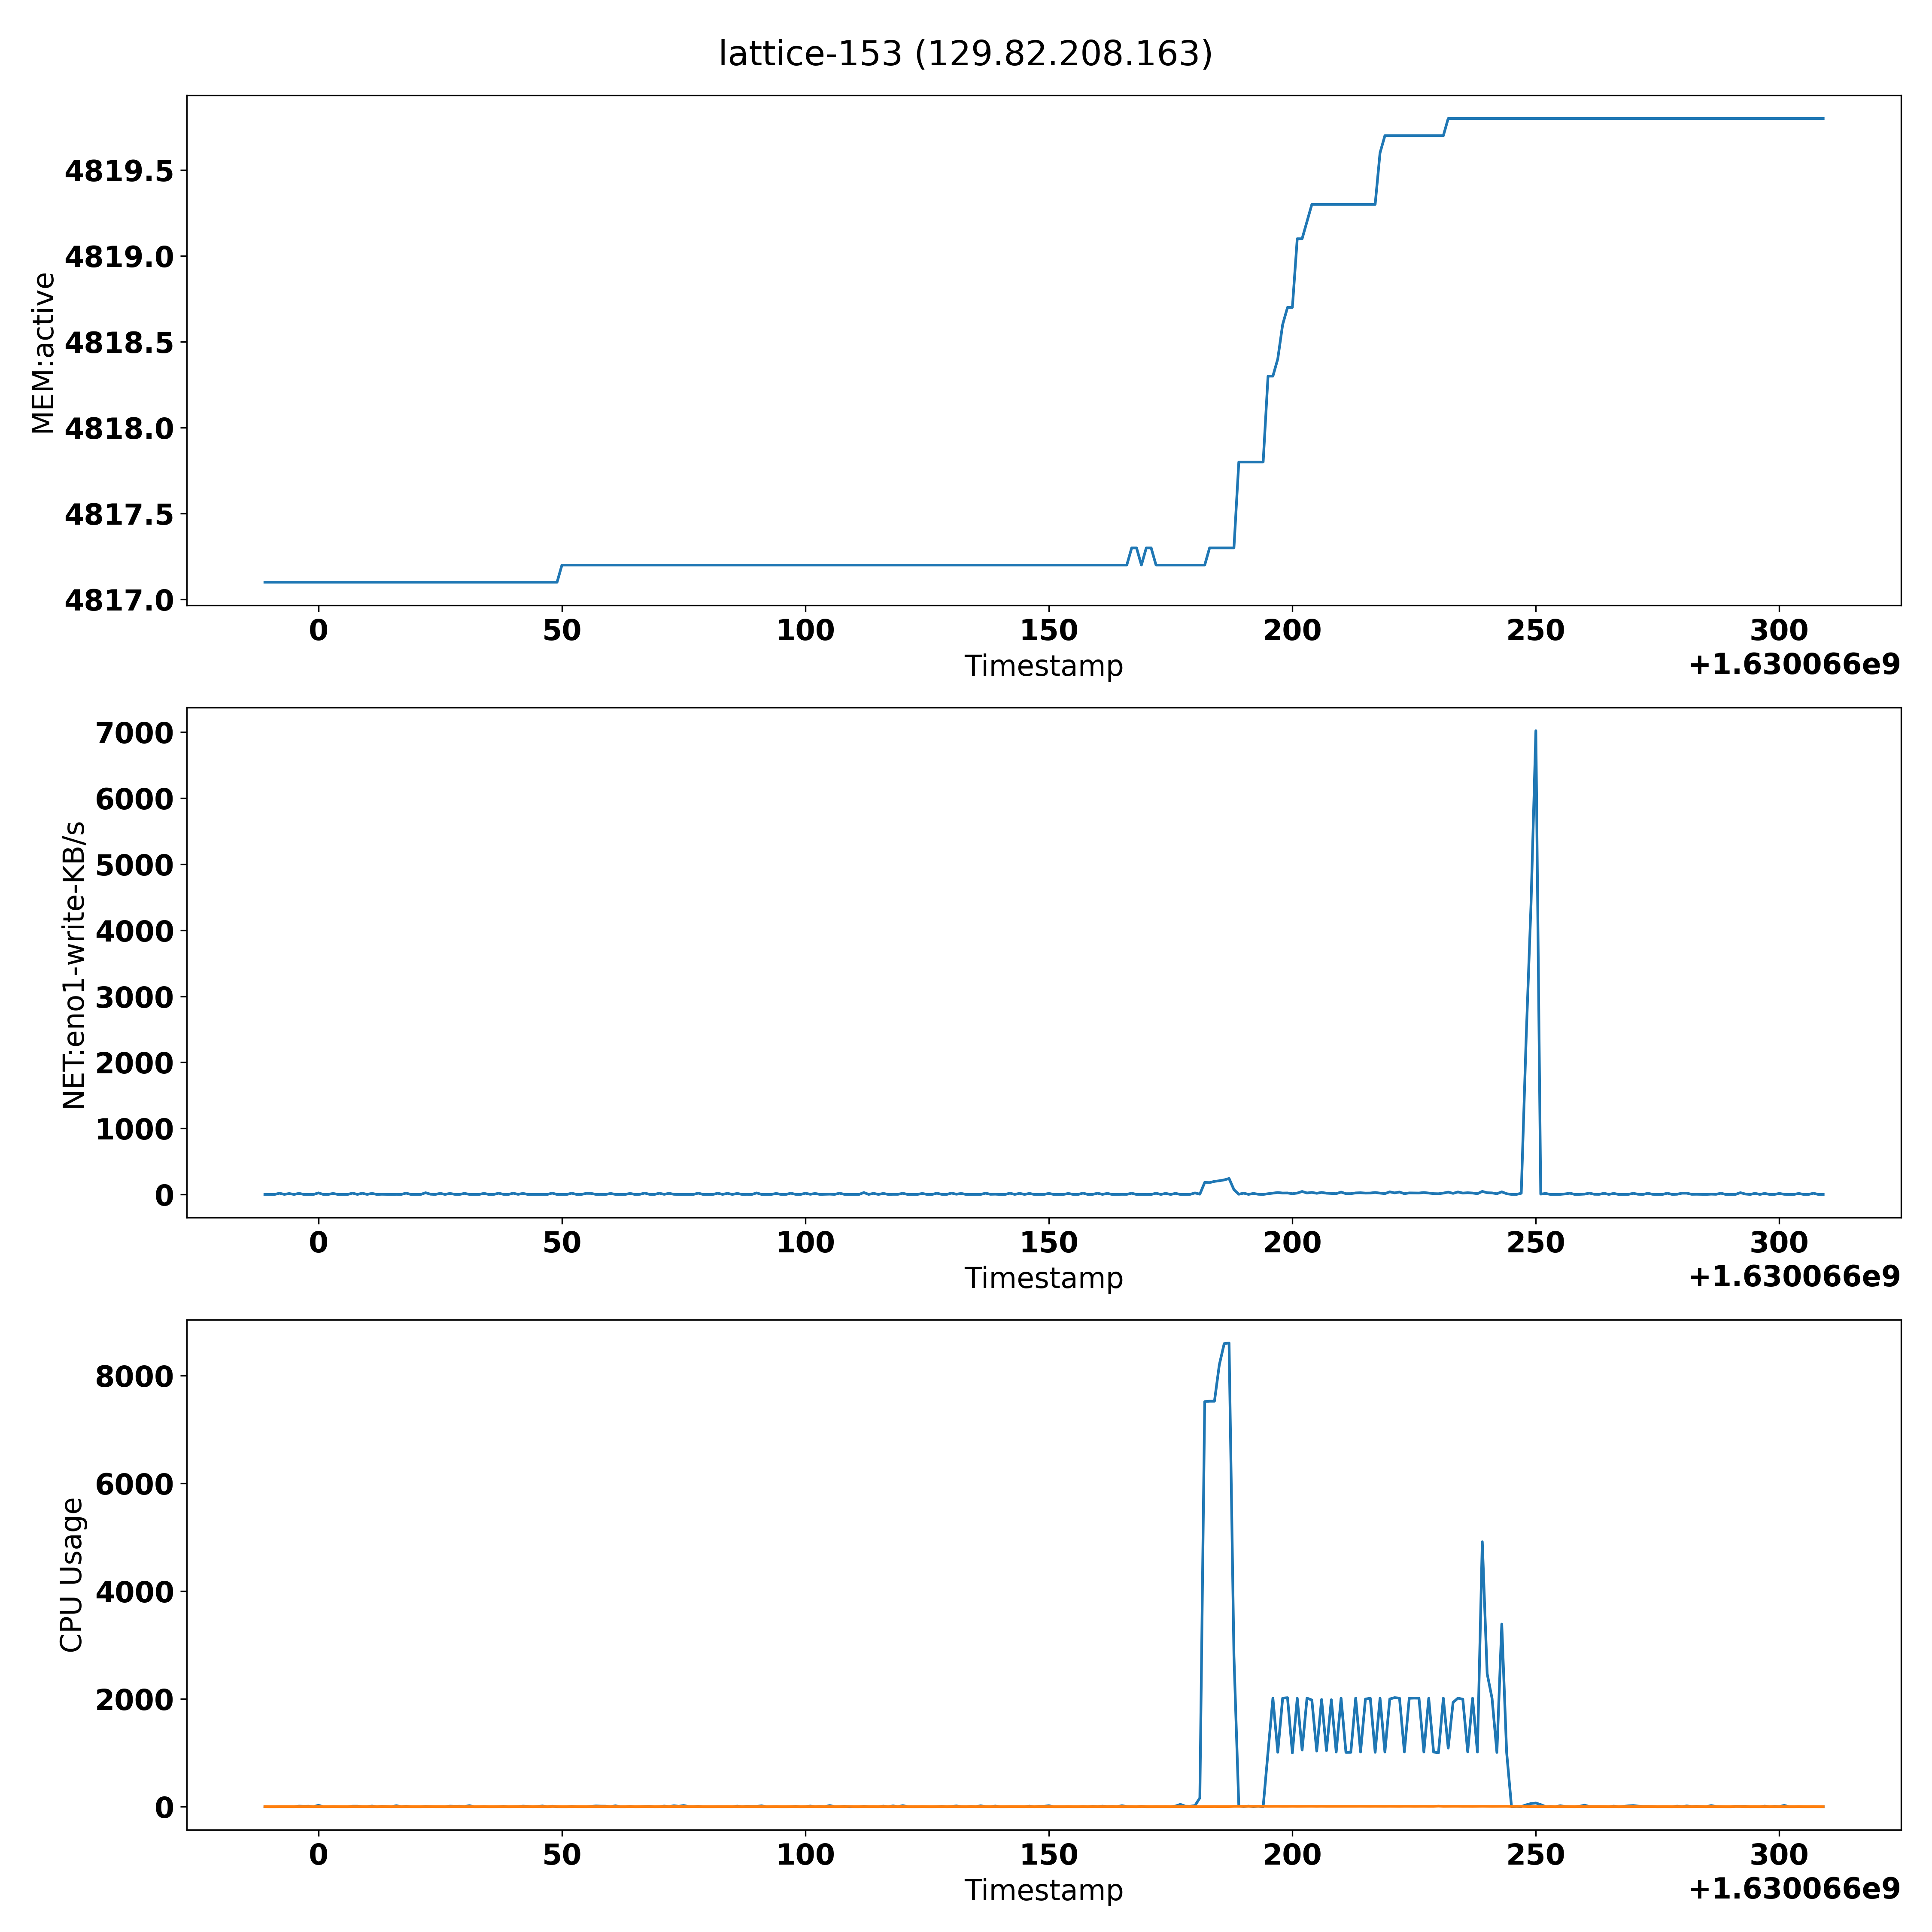 lattice-153 (129.82.208.163)
4819.5
4819.0
4818.5
4818.0
4817.5
4817.0
MEM:active
0 50 100 150 200 250 300
Timestamp
+1.630066e9
7000
6000
5000
4000
3000
2000
1000
0
NET:eno1-write-KB/s
0 50 100 150 200 250 300
Timestamp
+1.630066e9
8000
6000
4000
2000
0
CPU Usage
0 50 100 150 200 250 300
Timestamp
+1.630066e9